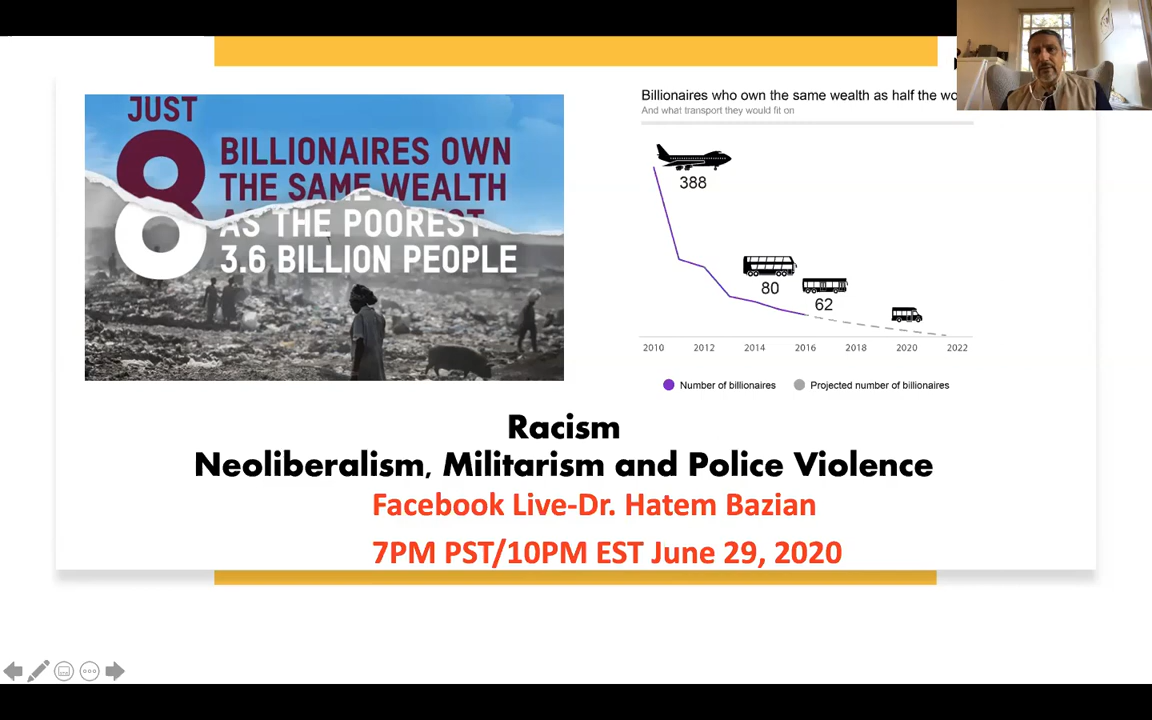 JUST
8
BILLIONAIRES OWN
THE SAME WEALTH
AS THE POOREST
3.6 BILLION PEOPLE
Billionaires who own the same wealth as half the
And what transport they would fit on
388
80
62
2010 2012 2014 2016 2018 2020 2022
Number of billionaires Projected number of billionaires
Racism
Neoliberalism, Militarism and Police Violence
Facebook Live-Dr. Hatem Bazian
7PM PST/10PM EST June 29, 2020